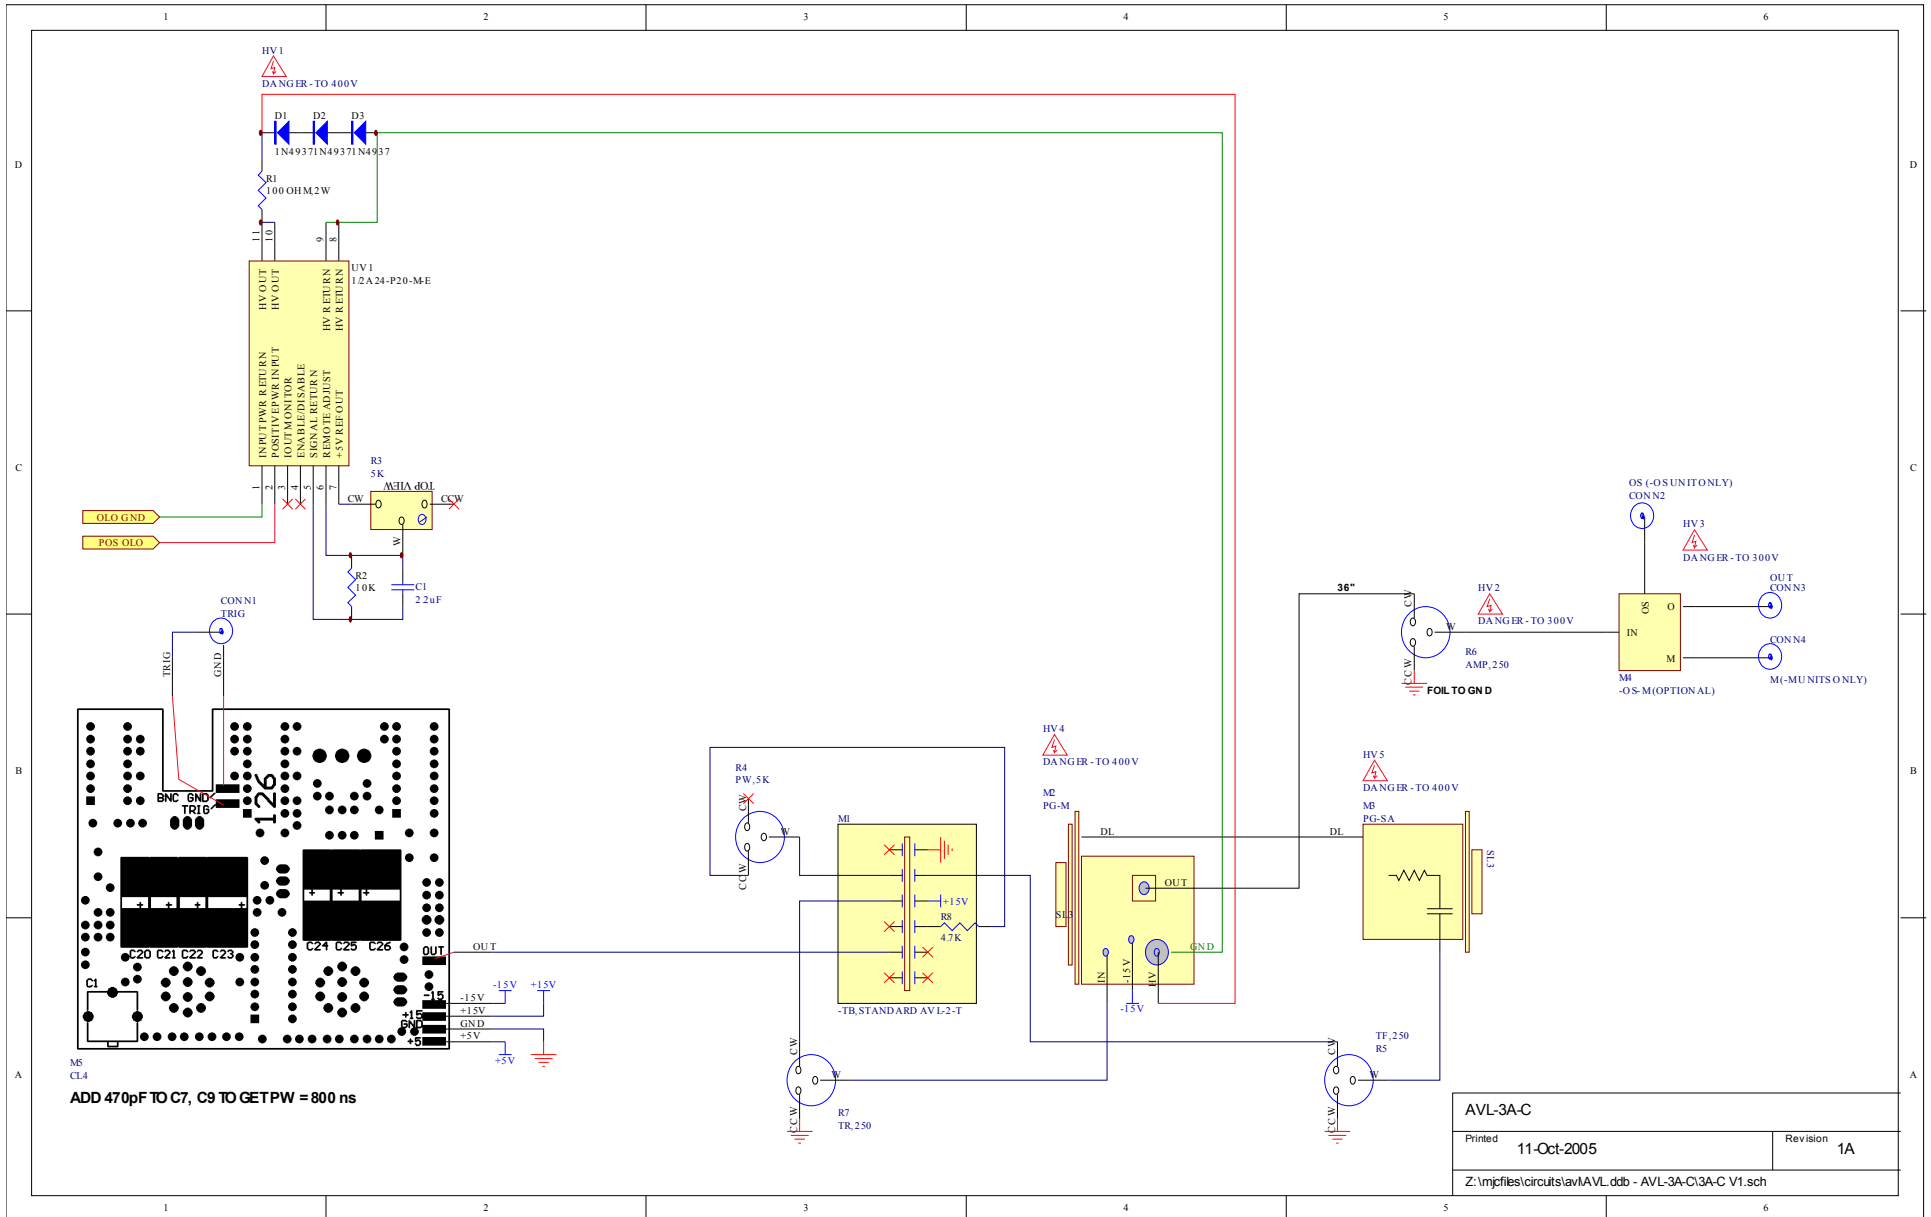 1 2 3 4 5 6
HV1
DANGER - TO 400V
D1 D2 D3
1N4937 1N4937 1N4937
D D
R1
100 OHM, 2W
11 10 9 8
UV1
1/2A24-P20-M-E
HV OUT
HV OUT
HV RETURN
HV RETURN
INPUT PWR RETURN
POSITIVE PWR INPUT
IOUT MONITOR
ENABLE/DISABLE
SIGNAL RETURN
REMOTE ADJUST
+5V REF OUT
1 2 3 4 5 6 7
C C
R3
5K
TOP VIEW
CW CCW
W
OLO GND
POS OLO
R2
10K
C1
2.2uF
CONN1
TRIG
TRIG GND
OS (-OS UNIT ONLY)
CONN2
HV3
DANGER - TO 300V
OUT
CONN3
36"
HV2
DANGER - TO 300V
CW
W
CCW
R6
AMP, 250
FOIL TO GND
OS O
IN
M
CONN4
M4
-OS-M (OPTIONAL)
M (-M UNITS ONLY)
B B
BNC GND
TRIG
126
C20 C21 C22 C23
C24 C25 C26
+ + + +
+ + +
C1
OUT
-15
+15
GND
+5
OUT
-15V +15V
-15V
+15V
GND
+5V
+5V
M5
CL4
ADD 470pF TO C7, C9 TO GET PW = 800 ns
R4
PW, 5K
CW
W
CCW
M1
+15V
R8
4.7K
-TB, STANDARD AVL-2-T
HV4
DANGER - TO 400V
M2
PG-M
DL
OUT
SL3
GND
IN -15V HV
-15V
HV5
DANGER - TO 400V
M3
PG-SA
DL
SL3
CW
W
CCW
R7
TR, 250
CW
TF, 250
R5
W
CCW
A A
AVL-3A-C
Printed 11-Oct-2005 Revision 1A
Z:\mjcfiles\circuits\avl\AVL.ddb - AVL-3A-C\3A-C V1.sch
1 2 3 4 5 6